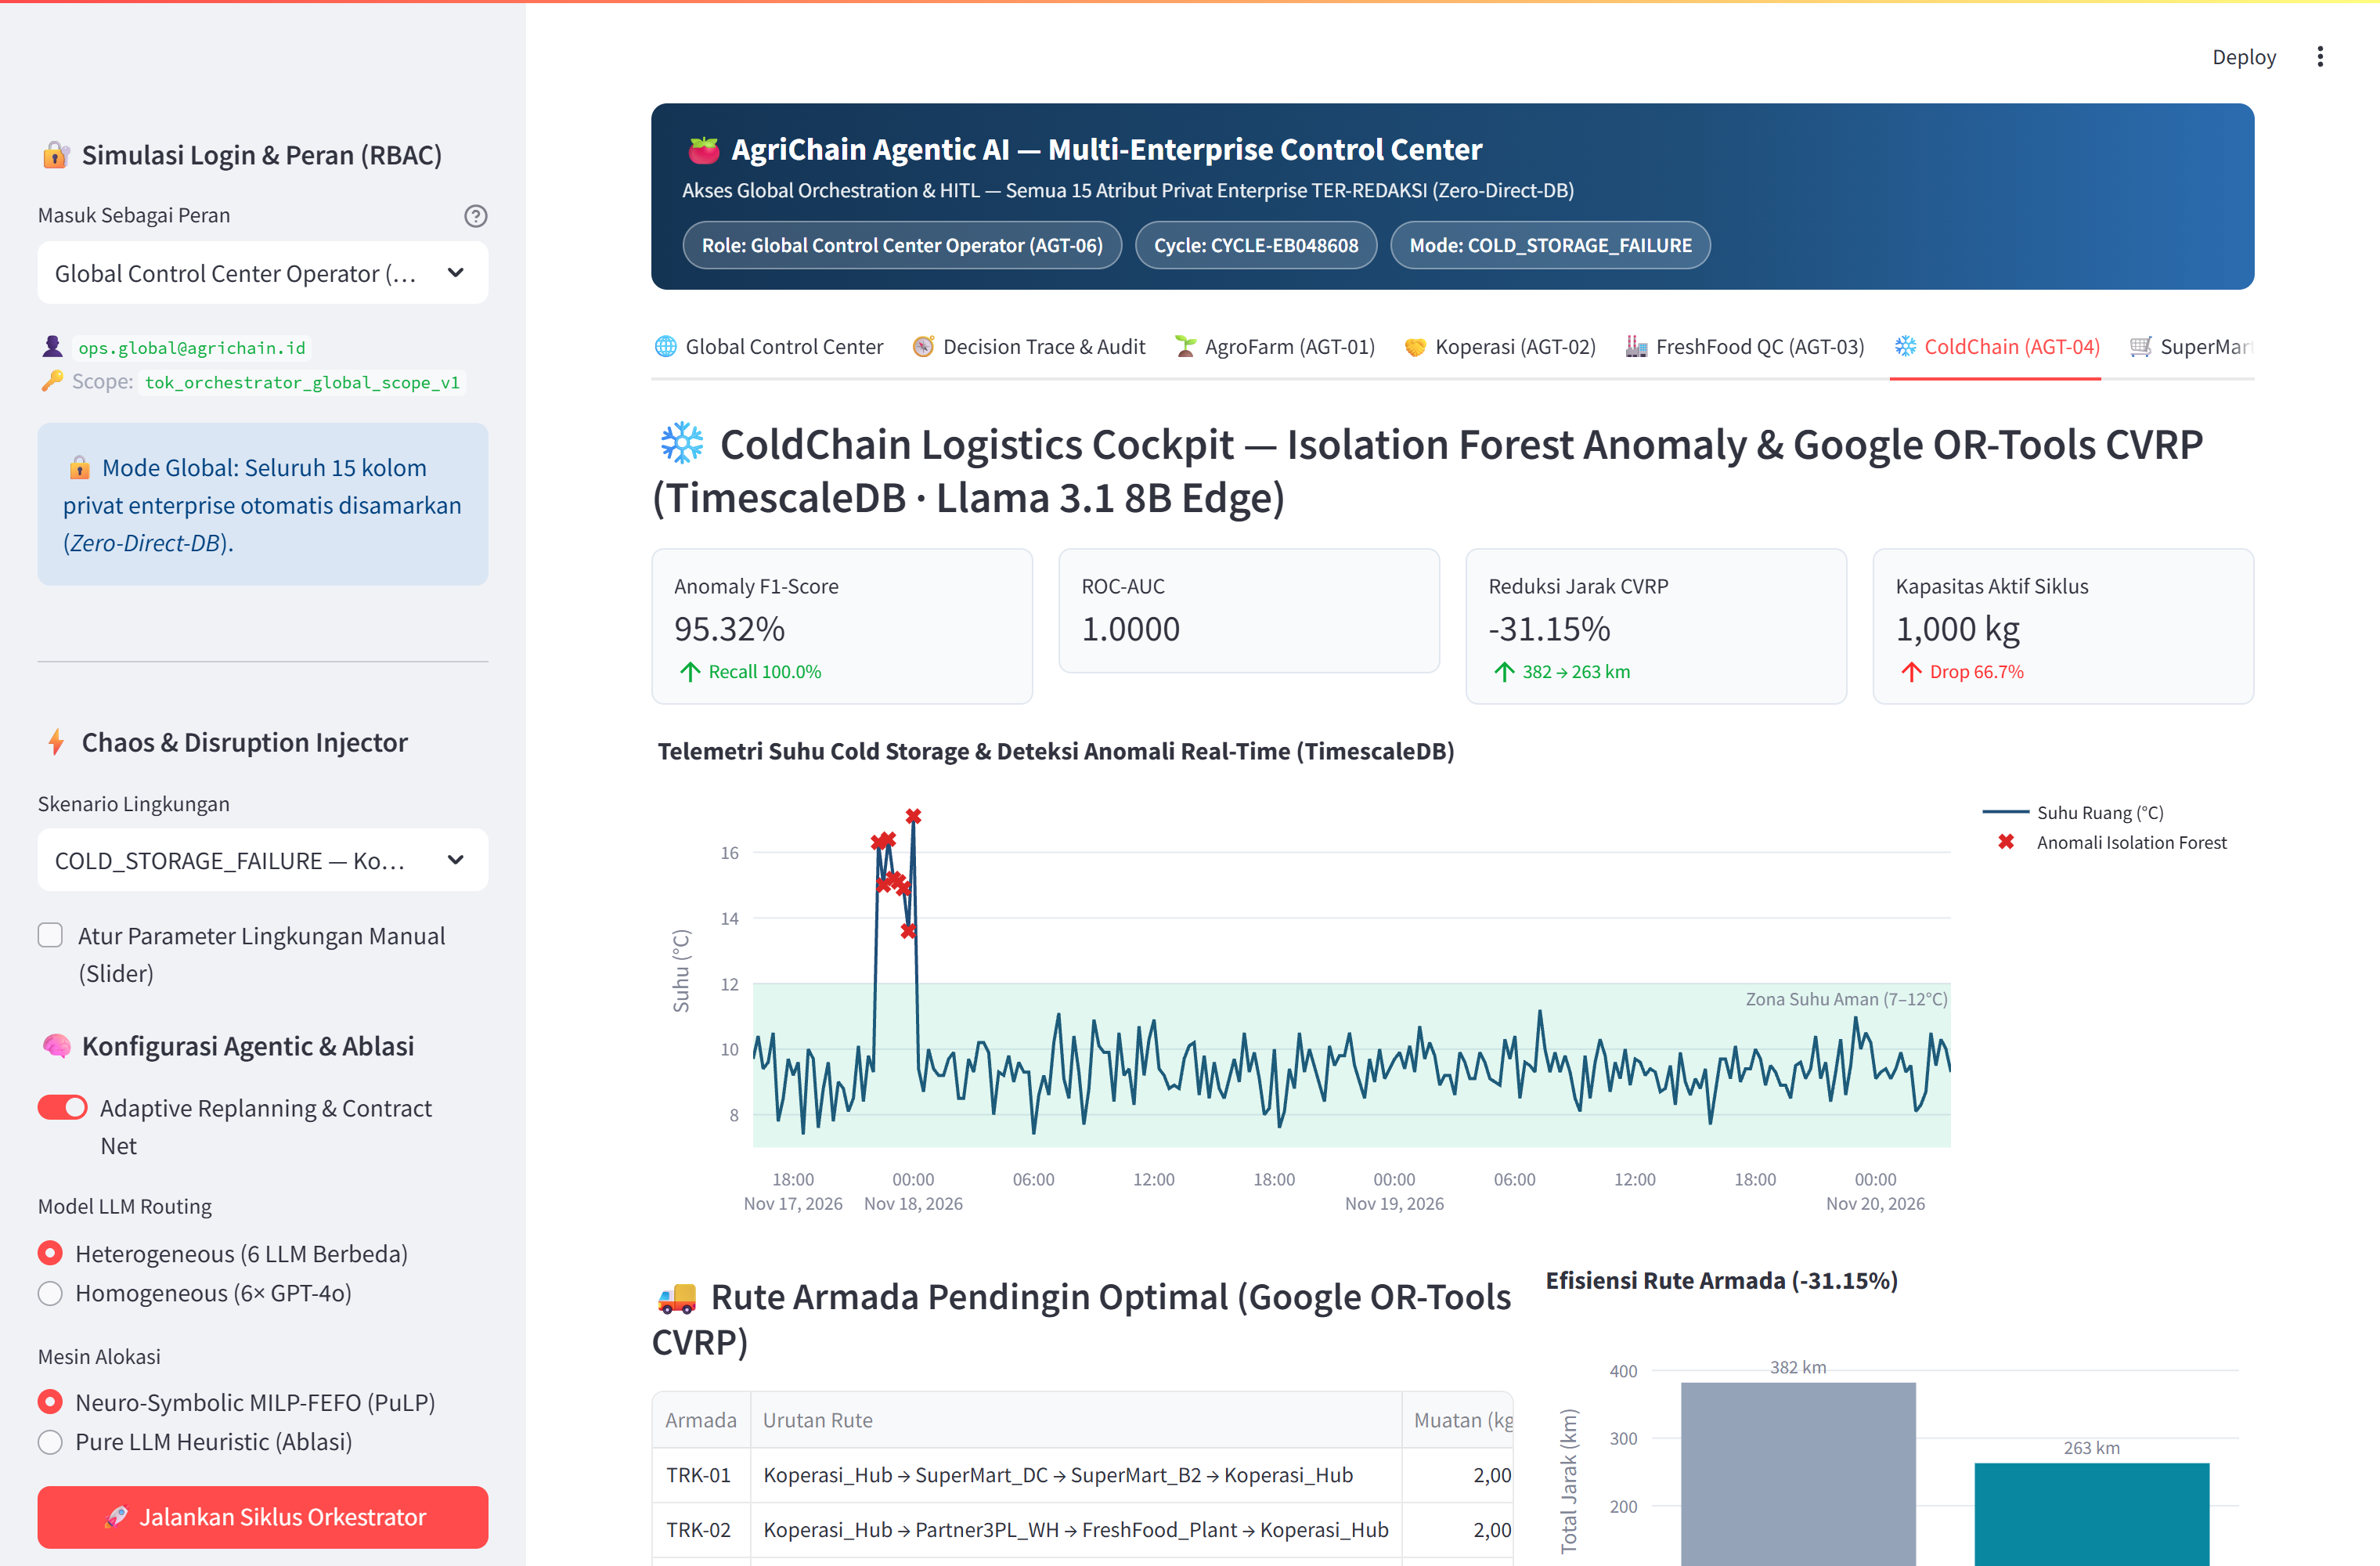 Deploy
Simulasi Login & Peran (RBAC)
Masuk Sebagai Peran
Global Control Center Operator (...
ops.global@agrichain.id
Scope: tok_orchestrator_global_scope_v1
Mode Global: Seluruh 15 kolom
privat enterprise otomatis disamarkan
(Zero-Direct-DB).
Chaos & Disruption Injector
Skenario Lingkungan
COLD_STORAGE_FAILURE — Ko...
Atur Parameter Lingkungan Manual
(Slider)
Konfigurasi Agentic & Ablasi
Adaptive Replanning & Contract
Net
Model LLM Routing
Heterogeneous (6 LLM Berbeda)
Homogeneous (6× GPT-4o)
Mesin Alokasi
Neuro-Symbolic MILP-FEFO (PuLP)
Pure LLM Heuristic (Ablasi)
Jalankan Siklus Orkestrator
AgriChain Agentic AI — Multi-Enterprise Control Center
Akses Global Orchestration & HITL — Semua 15 Atribut Privat Enterprise TER-REDAKSI (Zero-Direct-DB)
Role: Global Control Center Operator (AGT-06)
Cycle: CYCLE-EB048608
Mode: COLD_STORAGE_FAILURE
Global Control Center
Decision Trace & Audit
AgroFarm (AGT-01)
Koperasi (AGT-02)
FreshFood QC (AGT-03)
ColdChain (AGT-04)
SuperMart
ColdChain Logistics Cockpit — Isolation Forest Anomaly & Google OR-Tools CVRP
(TimescaleDB · Llama 3.1 8B Edge)
Anomaly F1-Score
95.32%
↑ Recall 100.0%
ROC-AUC
1.0000
Reduksi Jarak CVRP
-31.15%
↑ 382 → 263 km
Kapasitas Aktif Siklus
1,000 kg
↑ Drop 66.7%
Telemetri Suhu Cold Storage & Deteksi Anomali Real-Time (TimescaleDB)
Suhu Ruang (°C)
Anomali Isolation Forest
Suhu (°C)
16
14
12
10
8
Zona Suhu Aman (7–12°C)
18:00 00:00 06:00 12:00 18:00 00:00 06:00 12:00 18:00 00:00
Nov 17, 2026 Nov 18, 2026 Nov 19, 2026 Nov 20, 2026
Rute Armada Pendingin Optimal (Google OR-Tools
CVRP)
Armada Urutan Rute Muatan (kg
TRK-01 Koperasi_Hub → SuperMart_DC → SuperMart_B2 → Koperasi_Hub 2,00
TRK-02 Koperasi_Hub → Partner3PL_WH → FreshFood_Plant → Koperasi_Hub 2,00
Efisiensi Rute Armada (-31.15%)
Total Jarak (km)
400
300
200
382 km
263 km